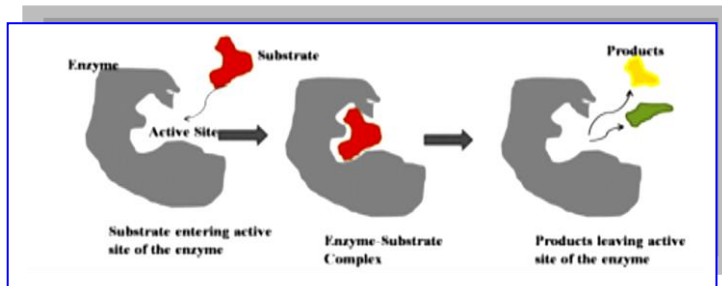 Enzyme
Substrate
Active Site
Products
Substrate entering active
site of the enzyme
Enzyme-Substrate
Complex
Products leaving active
site of the enzyme